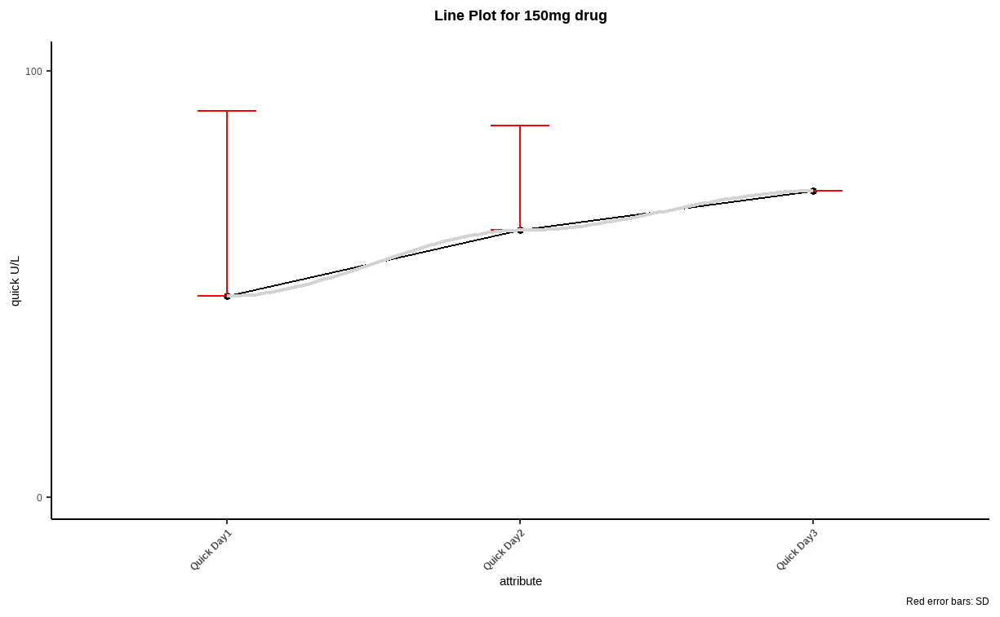 Line Plot for 150mg drug
100
quick U/L
0
Quick Day1
Quick Day2
Quick Day3
attribute
Red error bars: SD